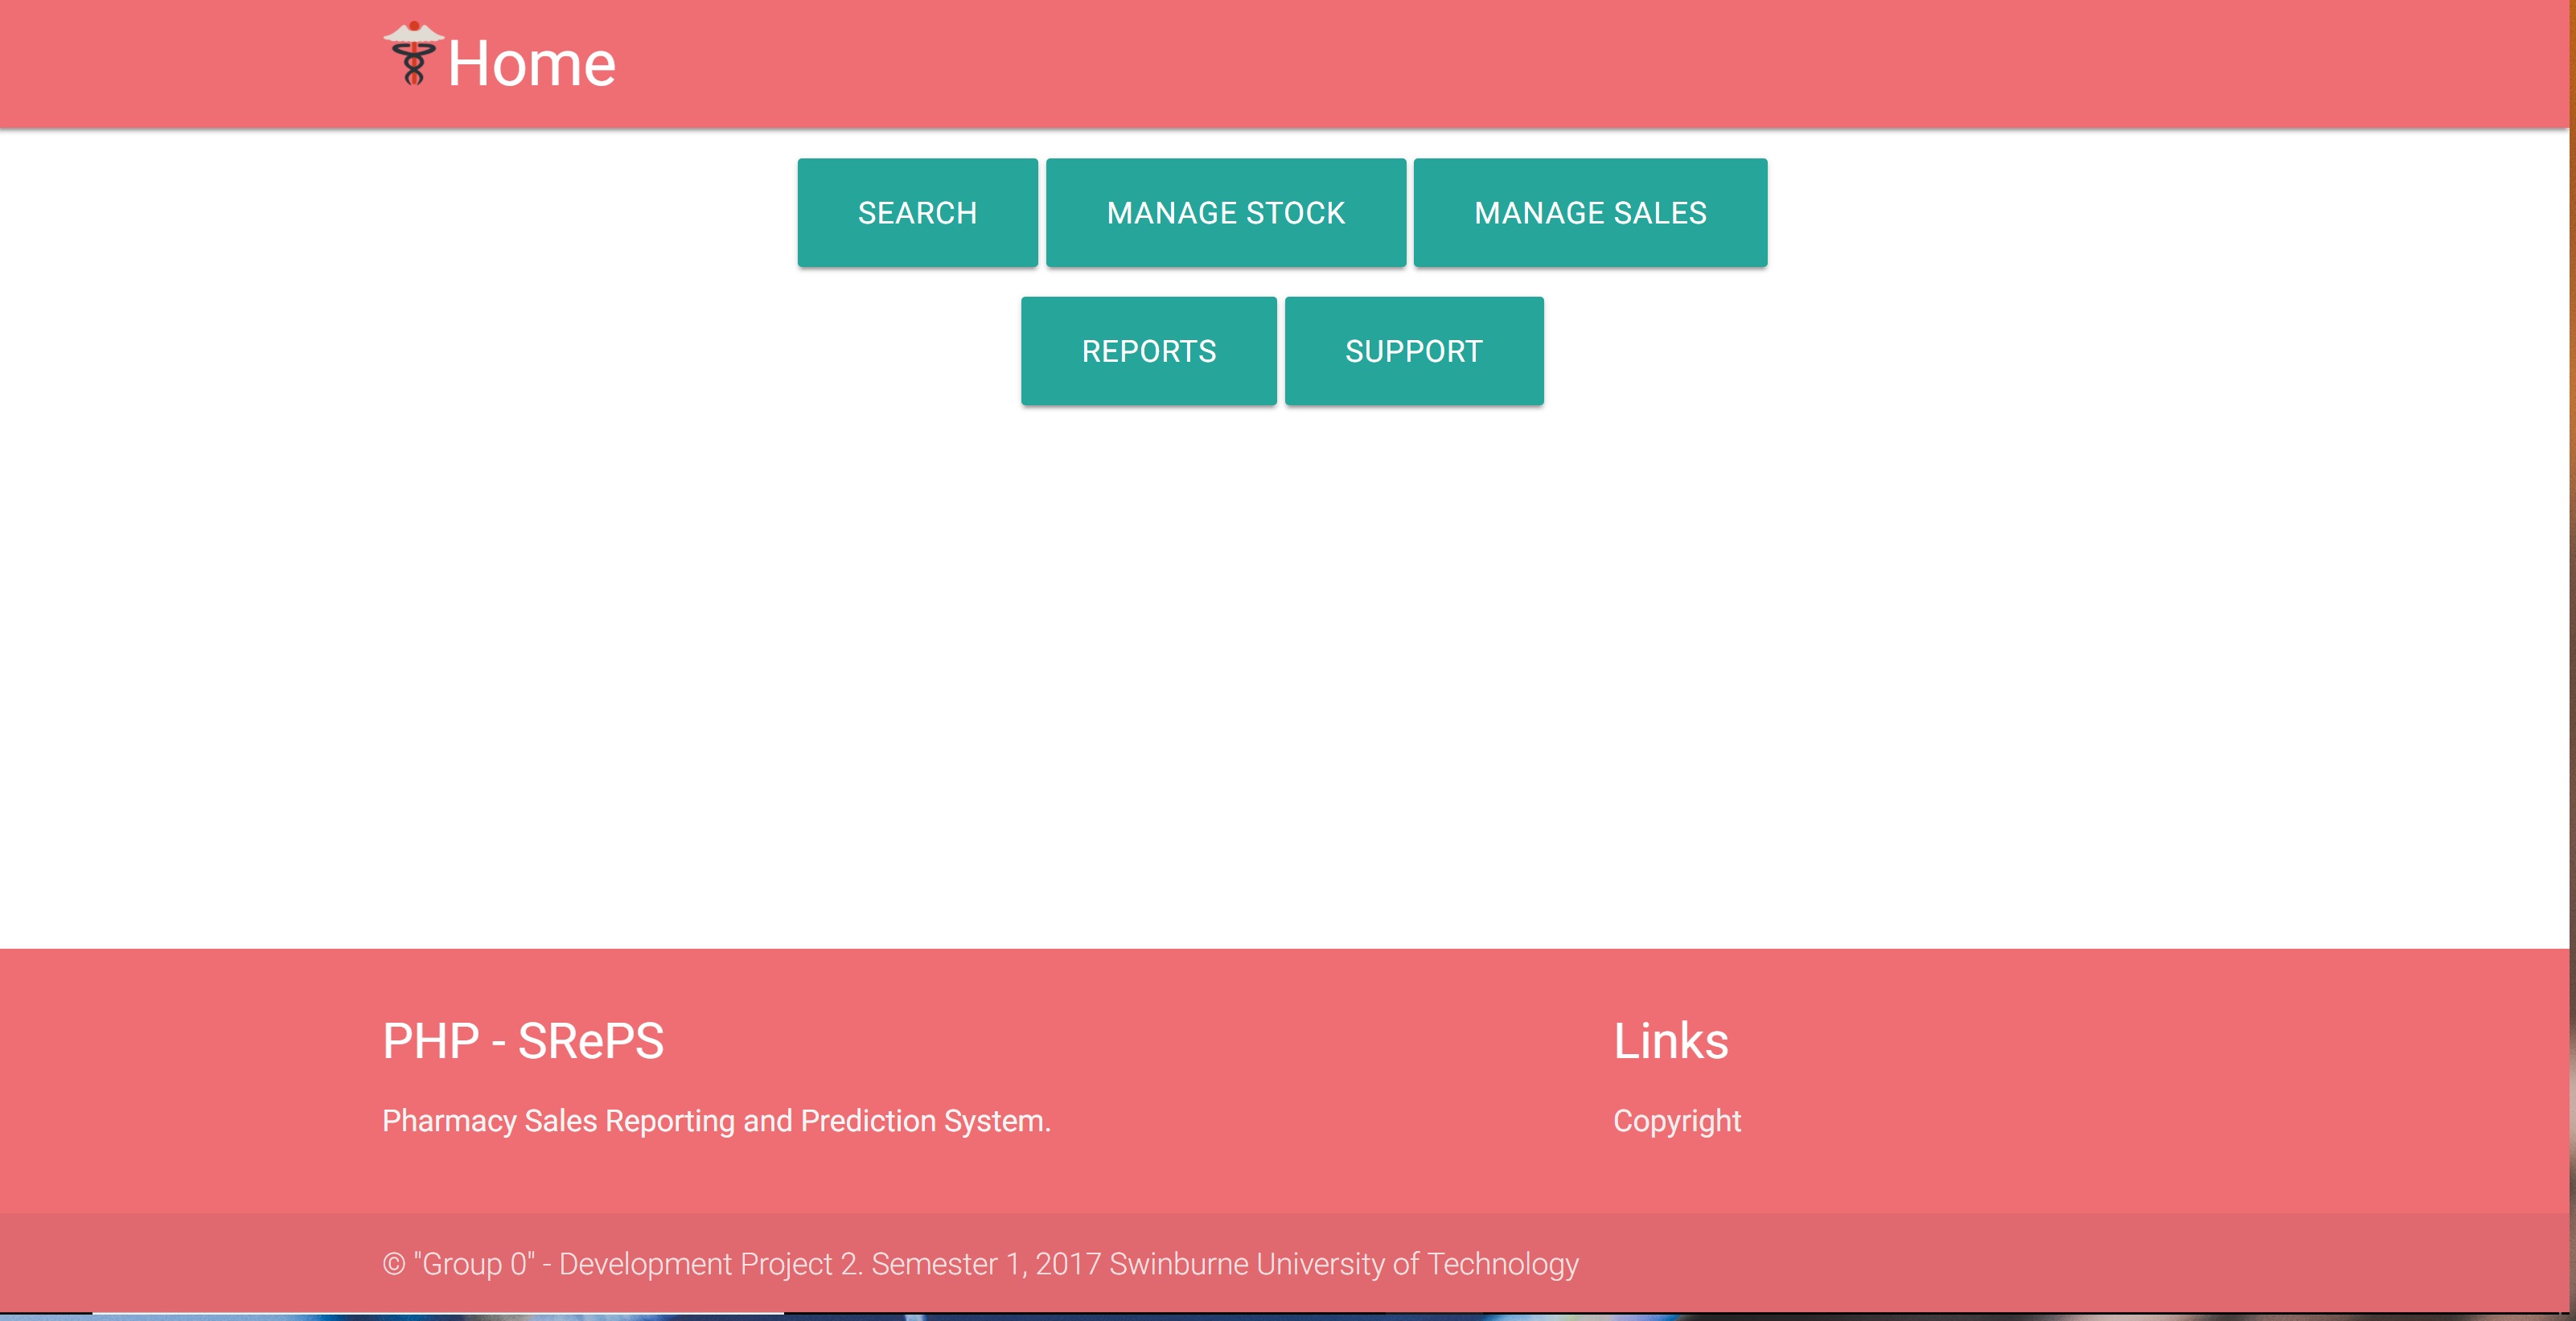 Home
SEARCH MANAGE STOCK MANAGE SALES
REPORTS SUPPORT
PHP - SRePS
Pharmacy Sales Reporting and Prediction System.
Links
Copyright
© "Group 0" - Development Project 2. Semester 1, 2017 Swinburne University of Technology